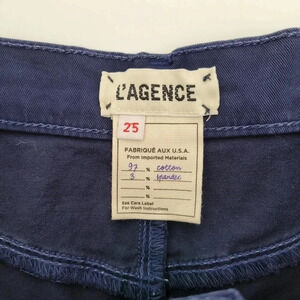 L'AGENCE
25
FABRIQUÉ AUX U.S.A.
From Imported Materials
97 % cotton
3 % spandex
%
%
See Care Label
For Wash Instructions